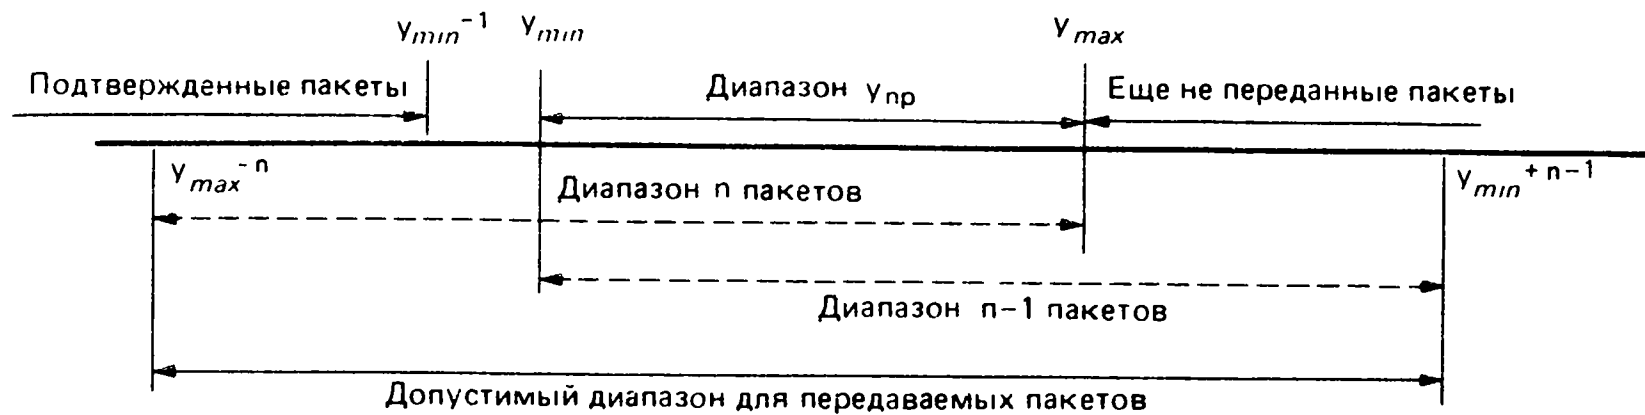 y_min-1 y_min y_max
Подтвержденные пакеты Диапазон y_пр Еще не переданные пакеты
y_max-n y_min+n-1
Диапазон n пакетов
Диапазон n-1 пакетов
Допустимый диапазон для передаваемых пакетов